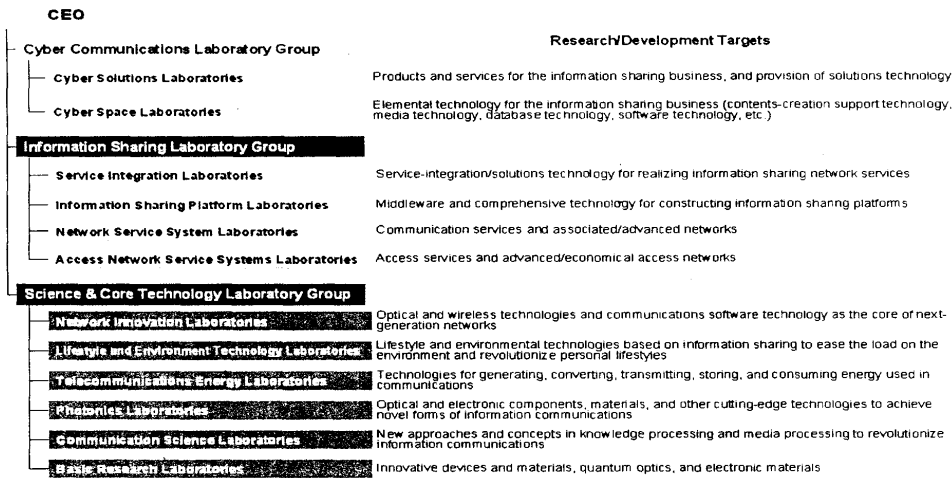 CEO
Research/Development Targets
Cyber Communications Laboratory Group
Cyber Solutions Laboratories
Products and services for the information sharing business, and provision of solutions technology
Cyber Space Laboratories
Elemental technology for the information sharing business (contents-creation support technology,
media technology, database technology, software technology, etc.)
Information Sharing Laboratory Group
Service Integration Laboratories
Service-integration/solutions technology for realizing information sharing network services
Information Sharing Platform Laboratories
Middleware and comprehensive technology for constructing information sharing platforms
Network Service System Laboratories
Communication services and associated/advanced networks
Access Network Service Systems Laboratories
Access services and advanced/economical access networks
Science & Core Technology Laboratory Group
Network Innovation Laboratories
Optical and wireless technologies and communications software technology as the core of next-
generation networks
Lifestyle and Environment Technology Laboratories
Lifestyle and environmental technologies based on information sharing to ease the load on the
environment and revolutionize personal lifestyles
Telecommunications Energy Laboratories
Technologies for generating, converting, transmitting, storing, and consuming energy used in
communications
Photonics Laboratories
Optical and electronic components, materials, and other cutting-edge technologies to achieve
novel forms of information communications
Communication Science Laboratories
New approaches and concepts in knowledge processing and media processing to revolutionize
information communications
Basic Research Laboratories
Innovative devices and materials, quantum optics, and electronic materials